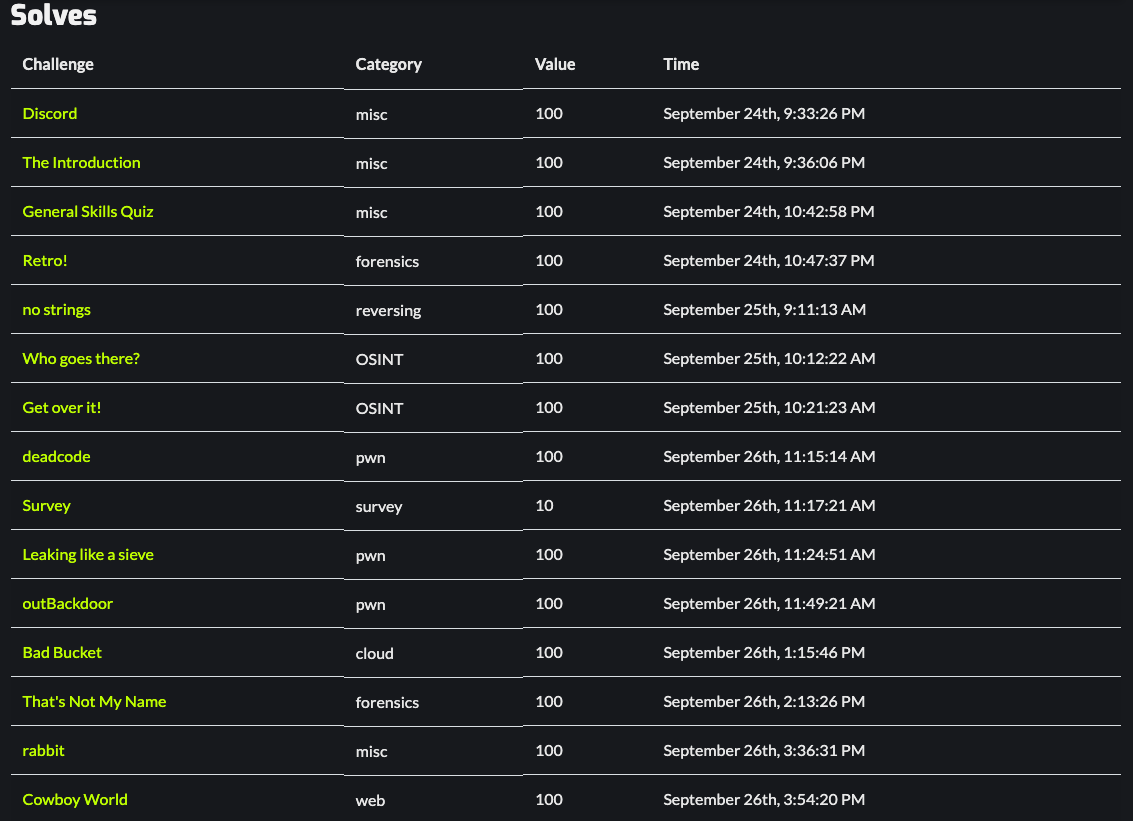 Solves
Challenge Category Value Time
Discord misc 100 September 24th, 9:33:26 PM
The Introduction misc 100 September 24th, 9:36:06 PM
General Skills Quiz misc 100 September 24th, 10:42:58 PM
Retro! forensics 100 September 24th, 10:47:37 PM
no strings reversing 100 September 25th, 9:11:13 AM
Who goes there? OSINT 100 September 25th, 10:12:22 AM
Get over it! OSINT 100 September 25th, 10:21:23 AM
deadcode pwn 100 September 26th, 11:15:14 AM
Survey survey 10 September 26th, 11:17:21 AM
Leaking like a sieve pwn 100 September 26th, 11:24:51 AM
outBackdoor pwn 100 September 26th, 11:49:21 AM
Bad Bucket cloud 100 September 26th, 1:15:46 PM
That's Not My Name forensics 100 September 26th, 2:13:26 PM
rabbit misc 100 September 26th, 3:36:31 PM
Cowboy World web 100 September 26th, 3:54:20 PM